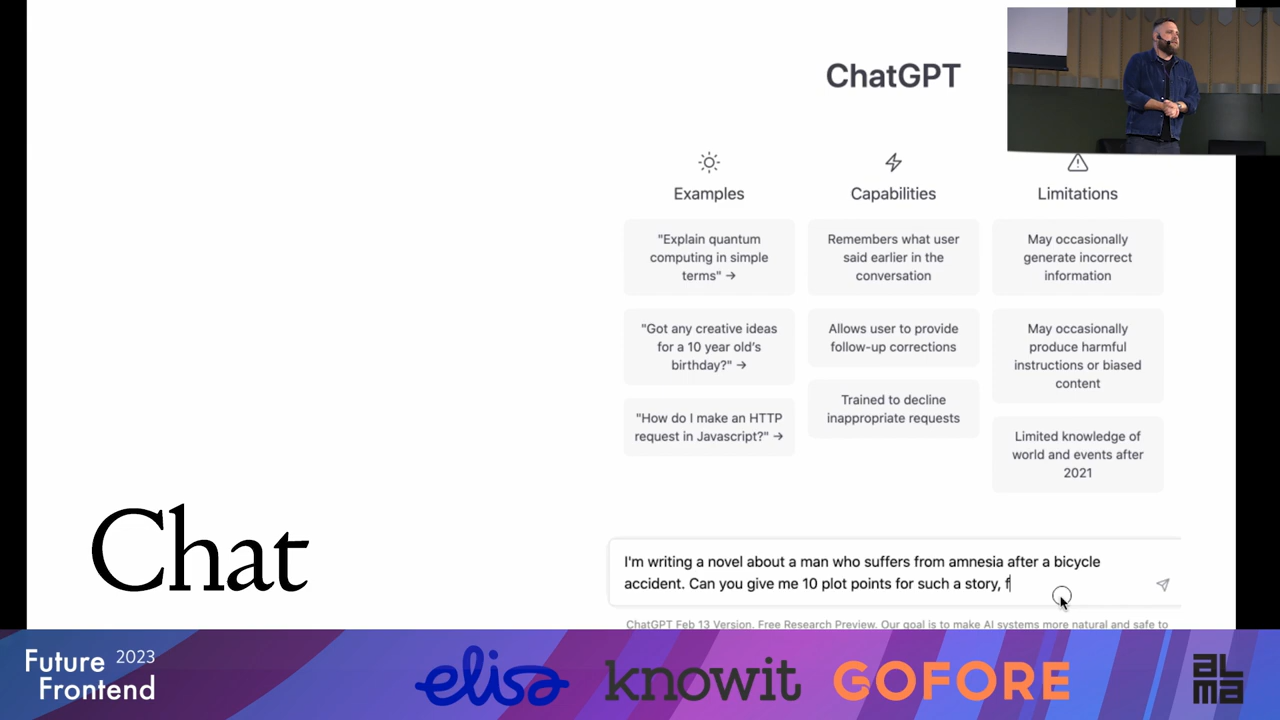 ChatGPT
Examples
"Explain quantum
computing in simple
terms" →
"Got any creative ideas
for a 10 year old's
birthday?" →
"How do I make an HTTP
request in Javascript?" →
Capabilities
Remembers what user
said earlier in the
conversation
Allows user to provide
follow-up corrections
Trained to decline
inappropriate requests
Limitations
May occasionally
generate incorrect
information
May occasionally
produce harmful
instructions or biased
content
Limited knowledge of
world and events after
2021
Chat
I'm writing a novel about a man who suffers from amnesia after a bicycle
accident. Can you give me 10 plot points for such a story, f
ChatGPT Feb 13 Version. Free Research Preview. Our goal is to make AI systems more natural and safe to
Future 2023
Frontend
elisa
knowit
GOFORE
ALMA